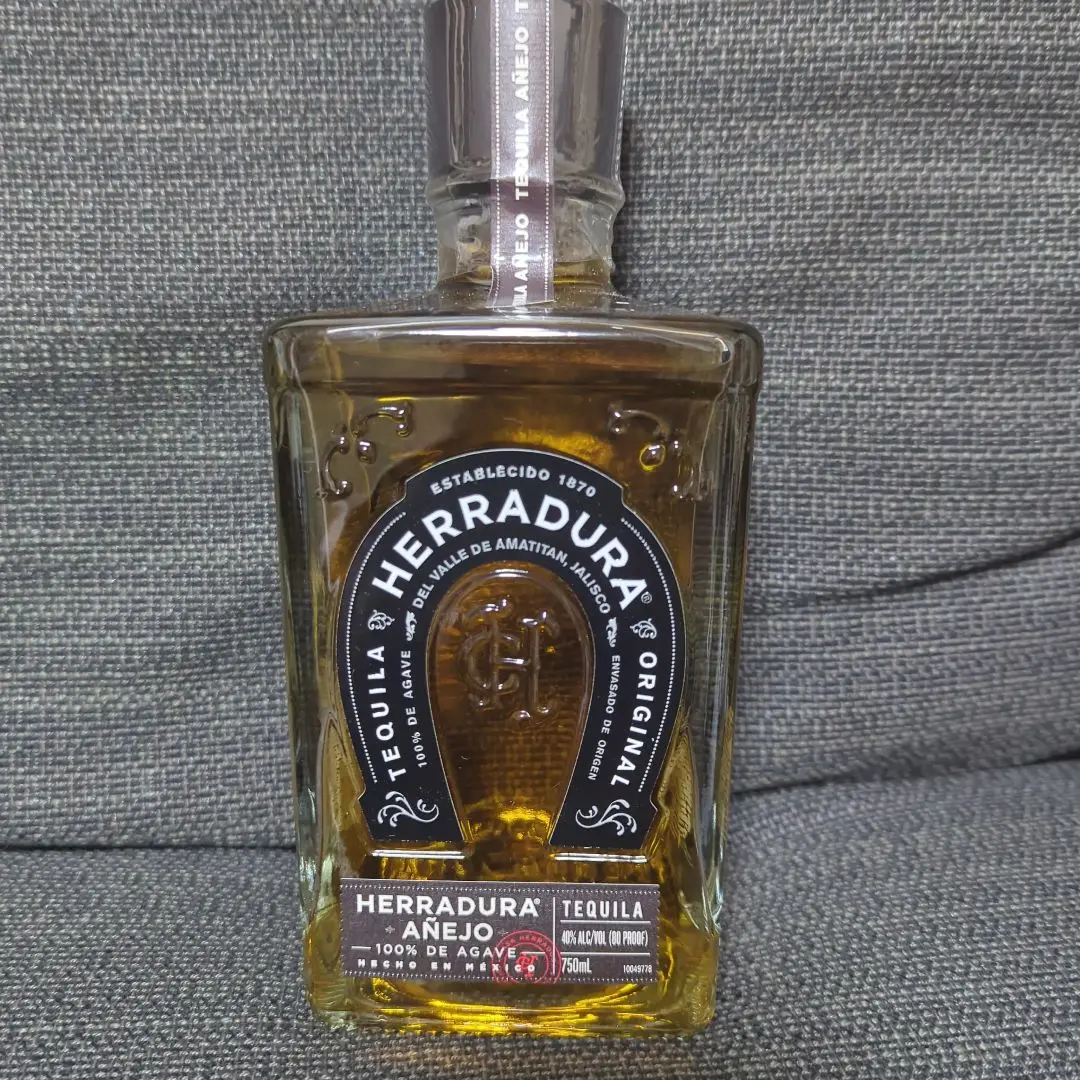 TEQUILA AÑEJO T
AÑEJO
ESTABLECIDO 1870
HERRADURA®
DEL VALLE DE AMATITAN, JALISCO
TEQUILA
100% DE AGAVE
ORIGINAL
ENVASADO DE ORIGEN
HERRADURA®
AÑEJO
100% DE AGAVE
HECHO EN MÉXICO
TEQUILA
40% ALC/VOL (80 PROOF)
750mL
10049778